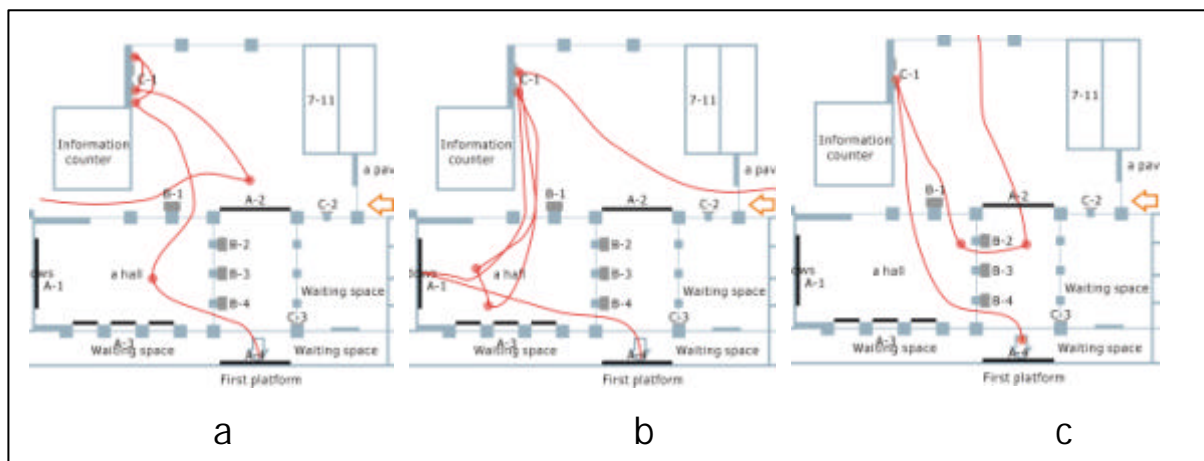 C-1
7-11
Information
counter
a pav
B-1
A-2
C-2
B-2
ows
a hall
B-3
A-1
B-4
Waiting space
C-3
A-3
Waiting space
A-4
Waiting space
First platform
a
C-1
7-11
Information
counter
a pav
B-1
A-2
C-2
B-2
ows
a hall
B-3
A-1
B-4
Waiting space
C-3
A-3
Waiting space
A-4
Waiting space
First platform
b
C-1
7-11
Information
counter
a pav
B-1
A-2
C-2
B-2
ows
a hall
B-3
A-1
B-4
Waiting space
C-3
A-3
Waiting space
A-4
Waiting space
First platform
c